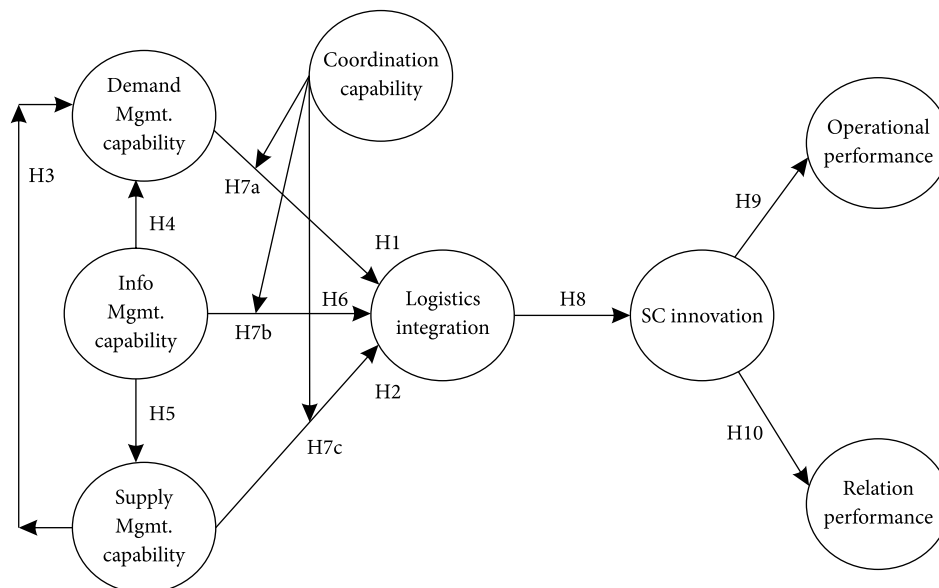 Demand
Mgmt.
capability
Coordination
capability
Operational
performance
H3
H7a
H9
H4
H1
Info
Mgmt.
capability
H6
H7b
Logistics
integration
H8
SC innovation
H5
H2
H7c
H10
Supply
Mgmt.
capability
Relation
performance